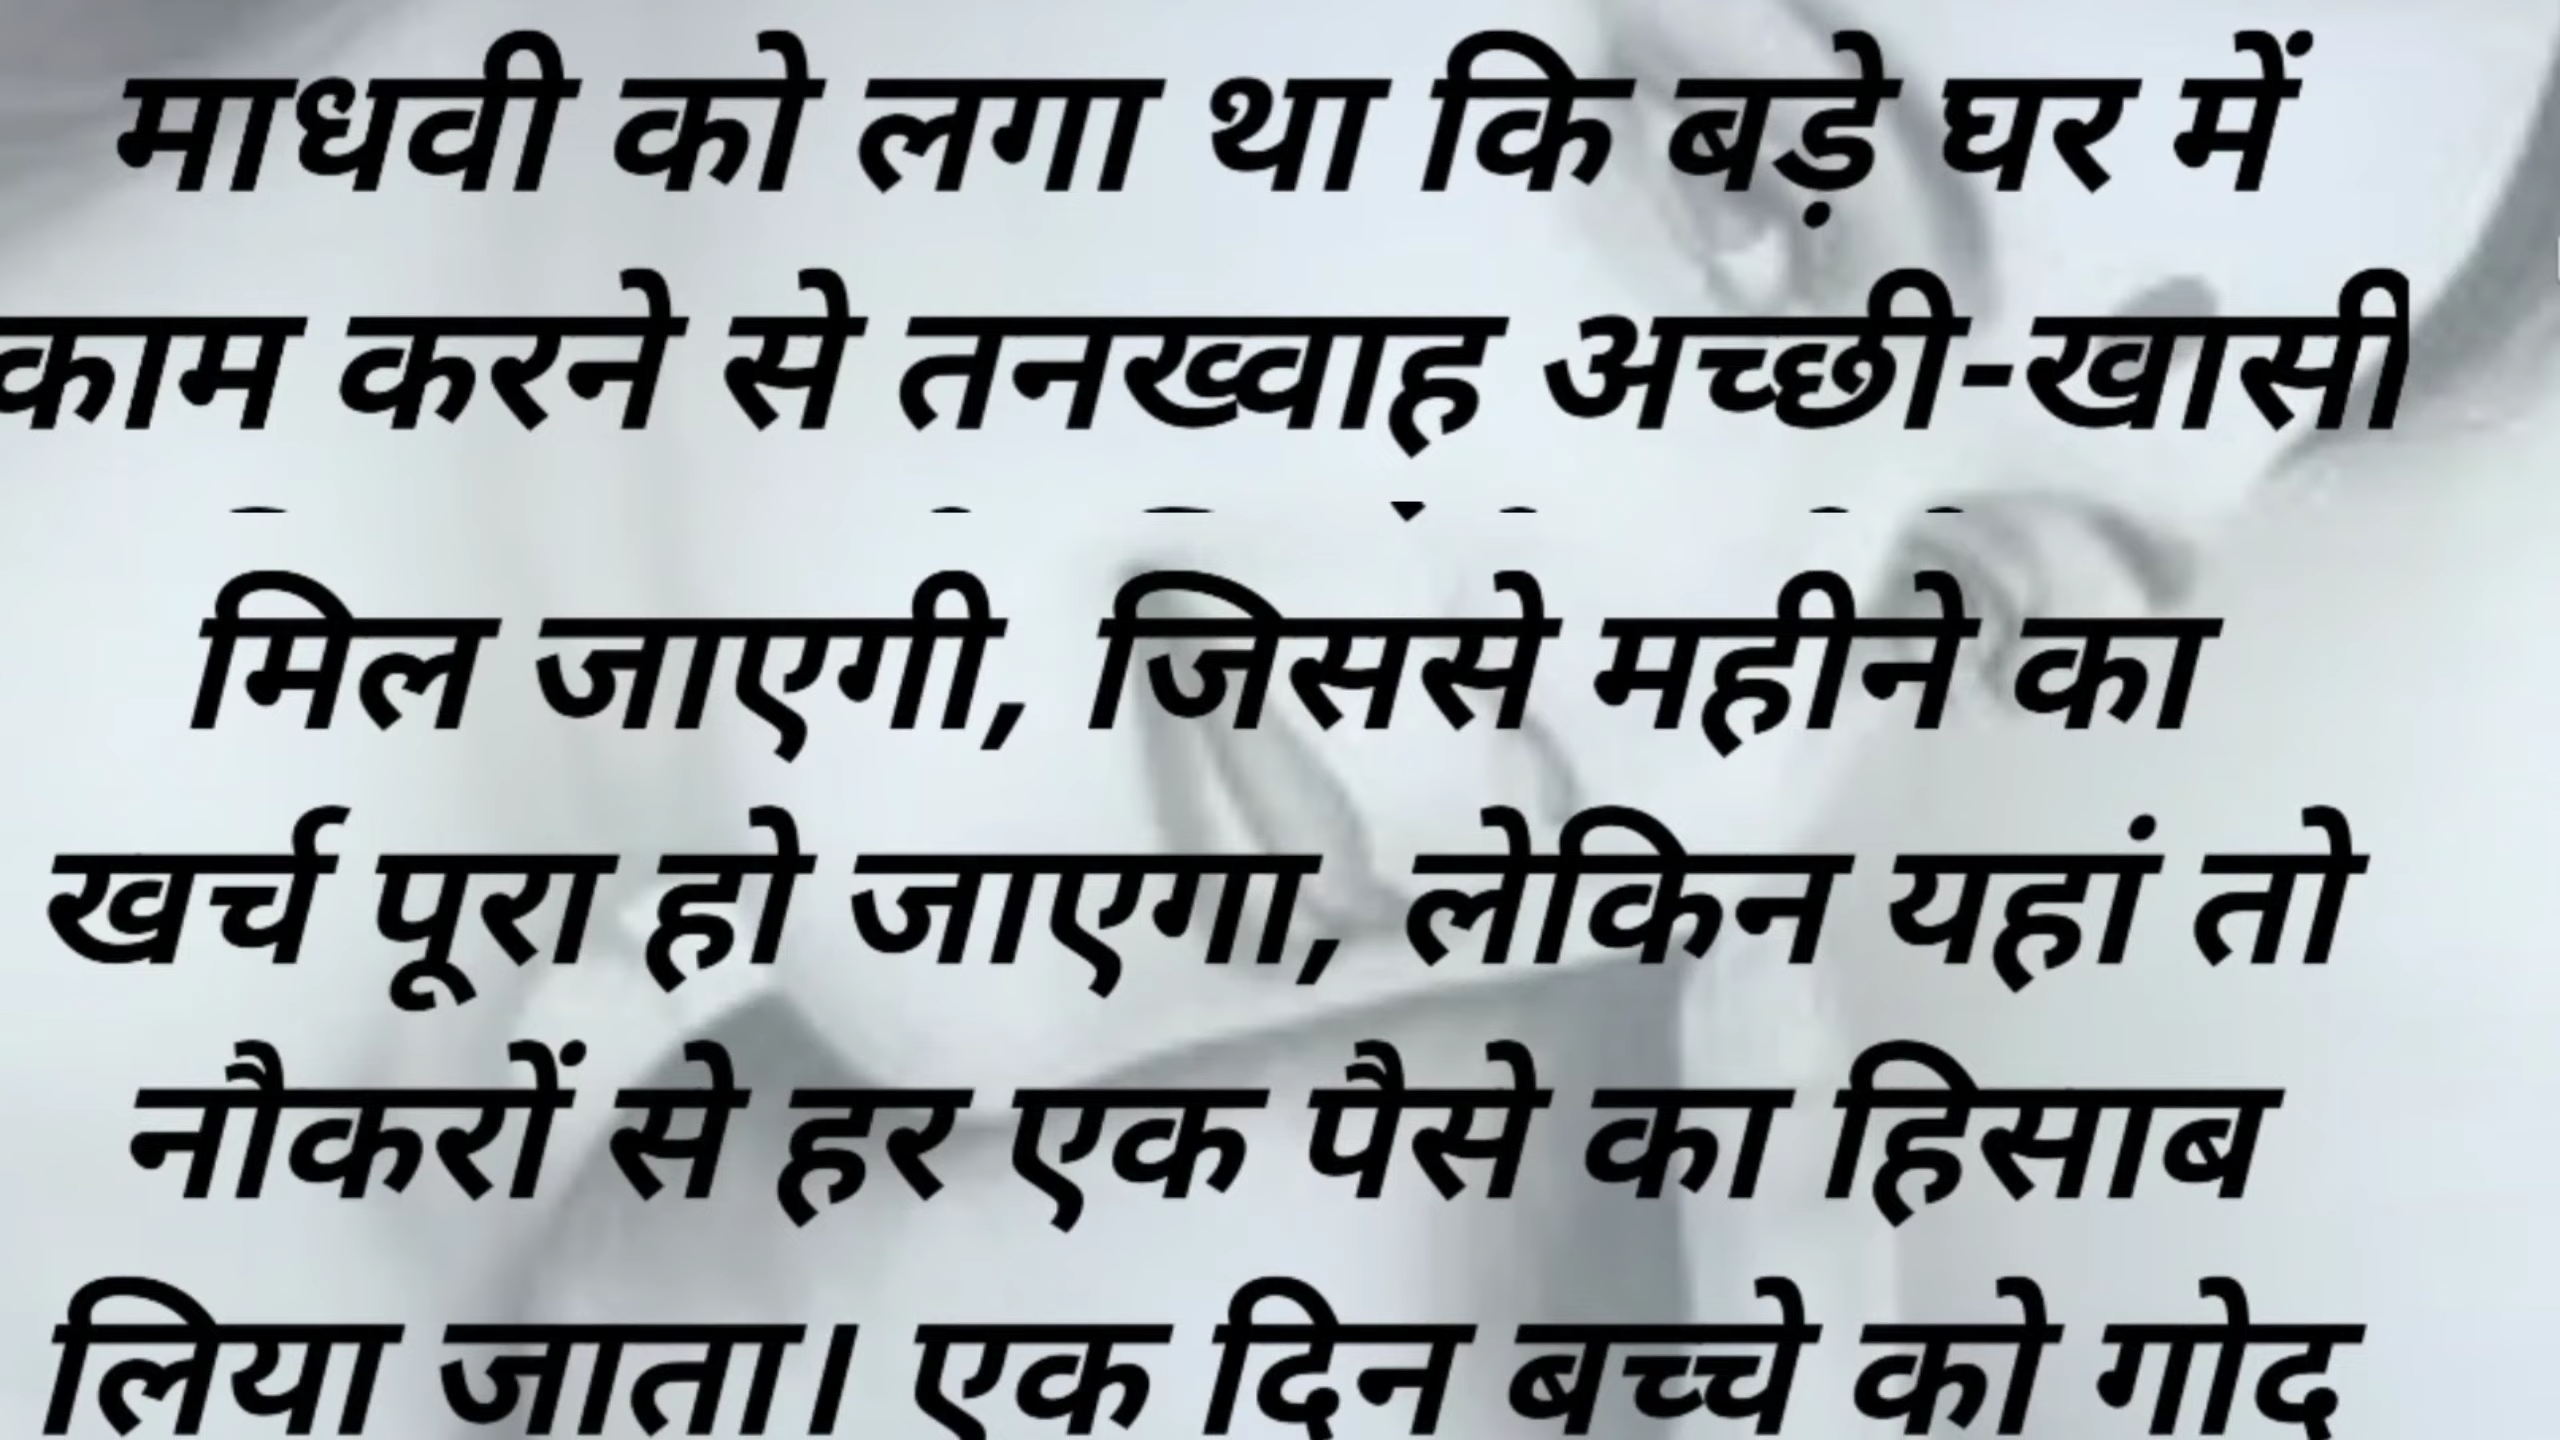 माधवी को लगा था कि बड़े घर में
काम करने से तनख्वाह अच्छी-खासी
मिल जाएगी, जिससे महीने का
खर्च पूरा हो जाएगा, लेकिन यहां तो
नौकरों से हर एक पैसे का हिसाब
लिया जाता। एक दिन बच्चे को गोद